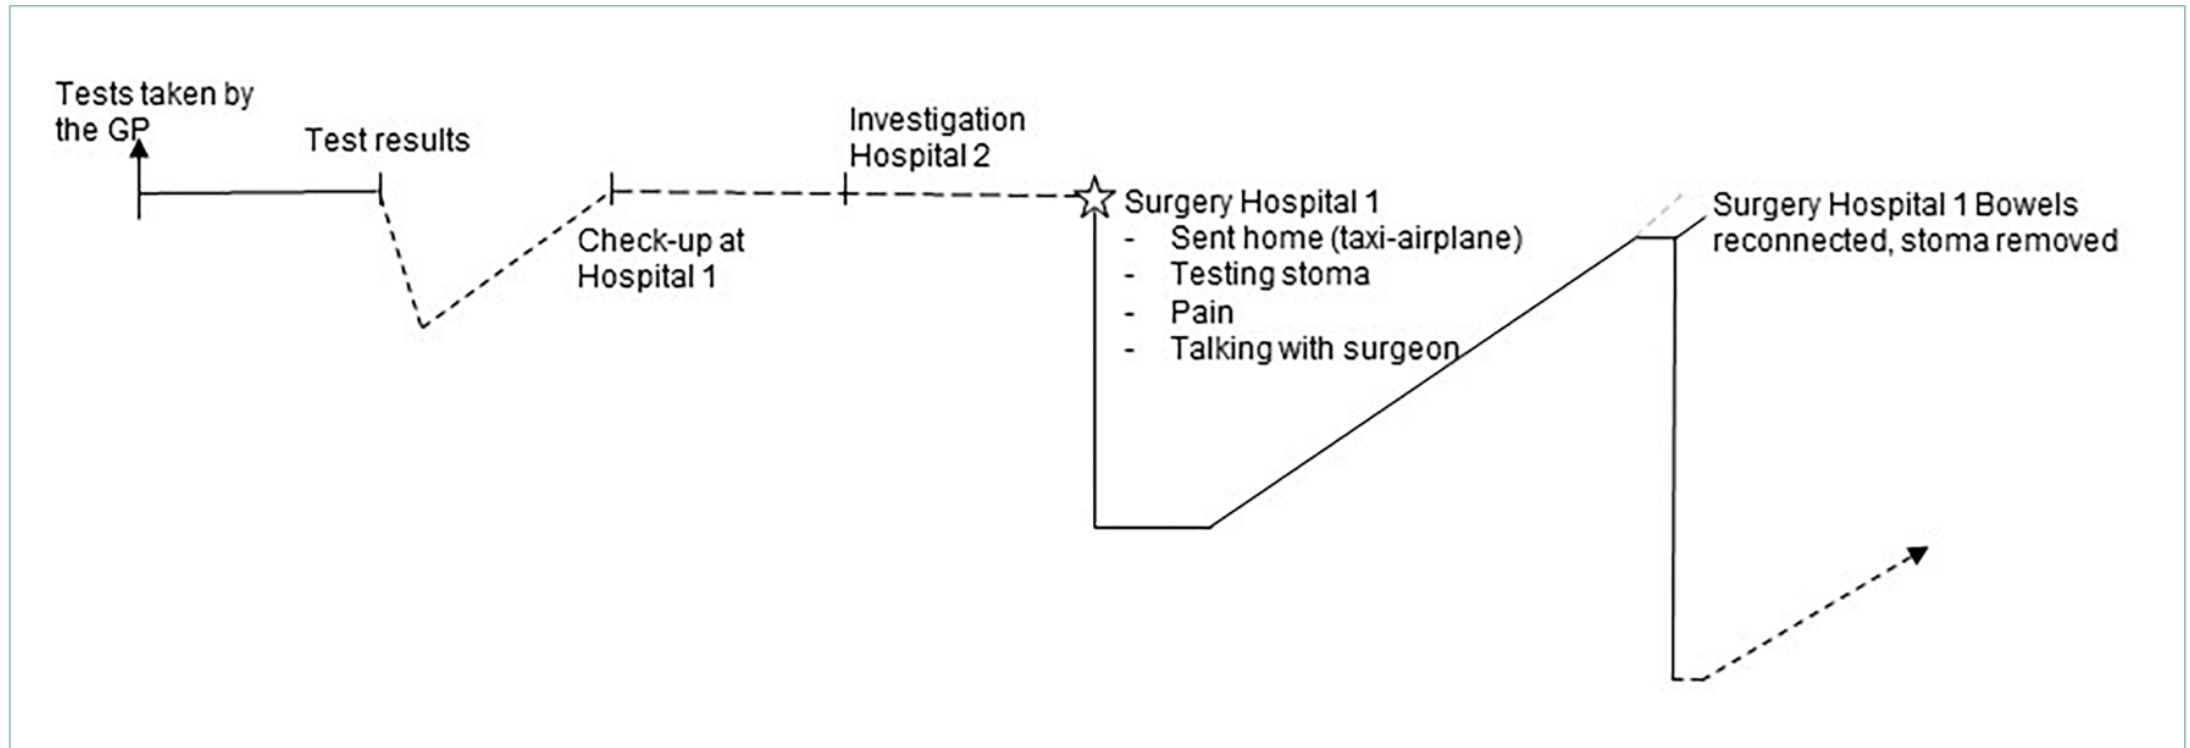 Tests taken by
the GP
Test results
Check-up at
Hospital 1
Investigation
Hospital 2
Surgery Hospital 1
- Sent home (taxi-airplane)
- Testing stoma
- Pain
- Talking with surgeon
Surgery Hospital 1 Bowels
reconnected, stoma removed